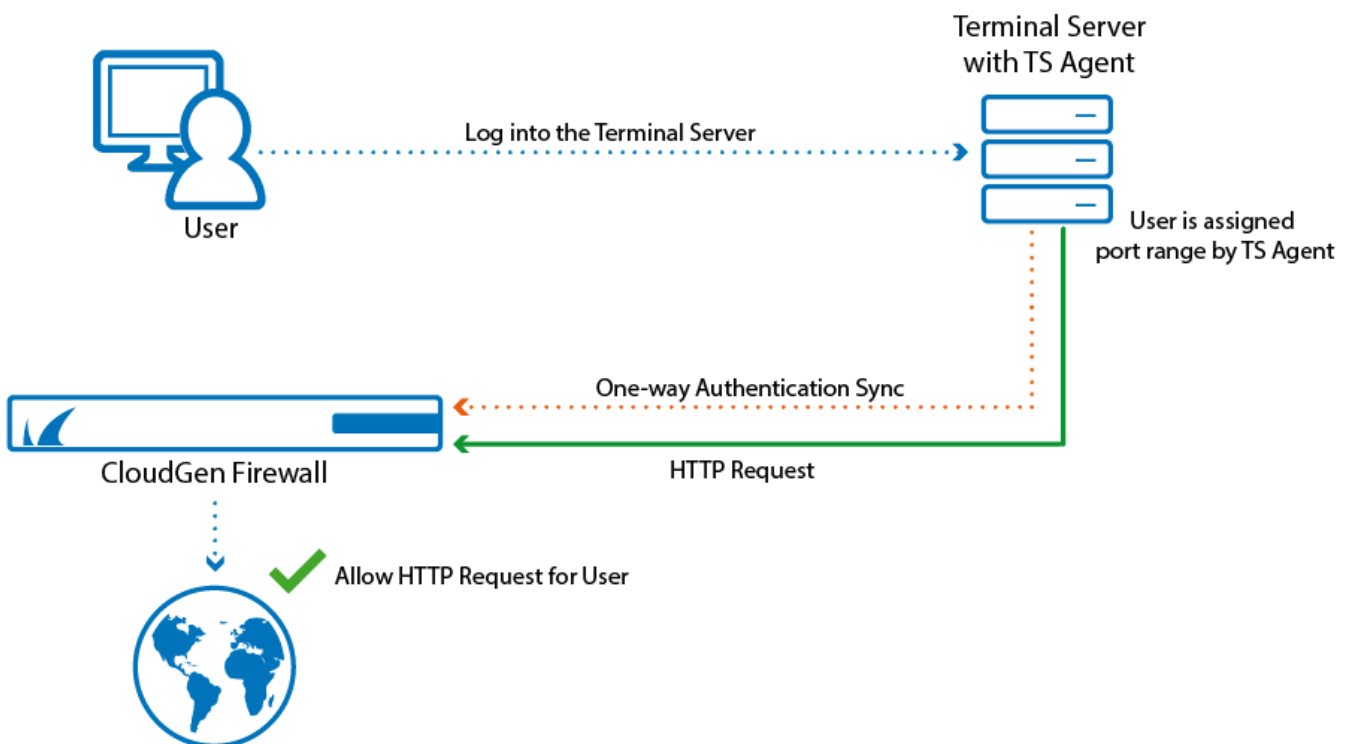 Terminal Server
with TS Agent
Log into the Terminal Server
User
User is assigned
port range by TS Agent
One-way Authentication Sync
HTTP Request
CloudGen Firewall
Allow HTTP Request for User